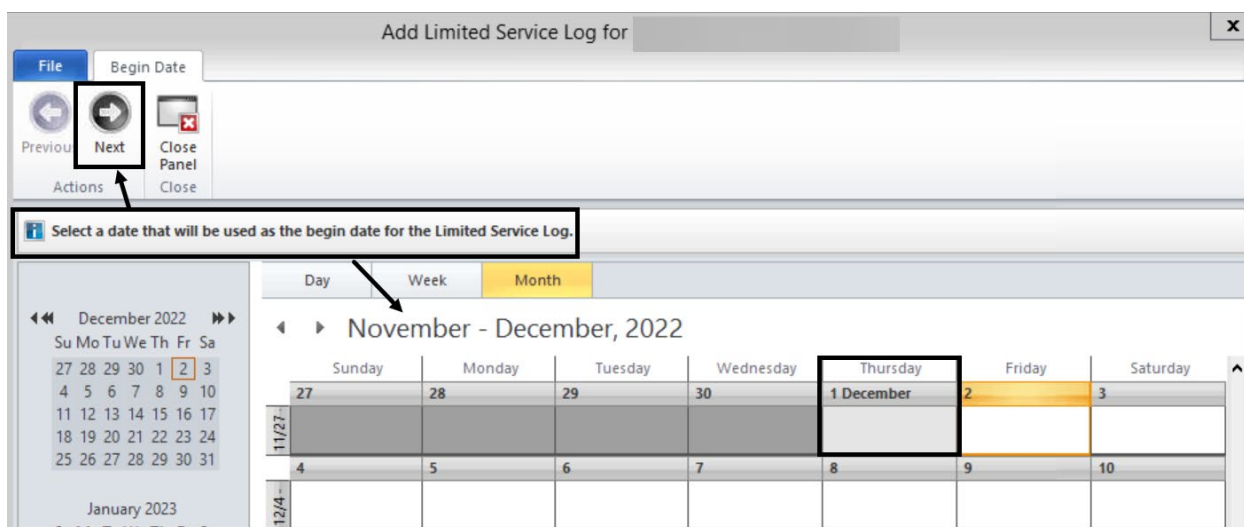 Add Limited Service Log for
x
File Begin Date
Previou Next Close Panel
Actions Close
Select a date that will be used as the begin date for the Limited Service Log.
Day Week Month
December 2022
Su Mo Tu We Th Fr Sa
27 28 29 30 1 2 3
4 5 6 7 8 9 10
11 12 13 14 15 16 17
18 19 20 21 22 23 24
25 26 27 28 29 30 31
January 2023
November - December, 2022
Sunday Monday Tuesday Wednesday Thursday Friday Saturday
27 28 29 30 1 December 2 3
11/27 -
4 5 6 7 8 9 10
12/4 -